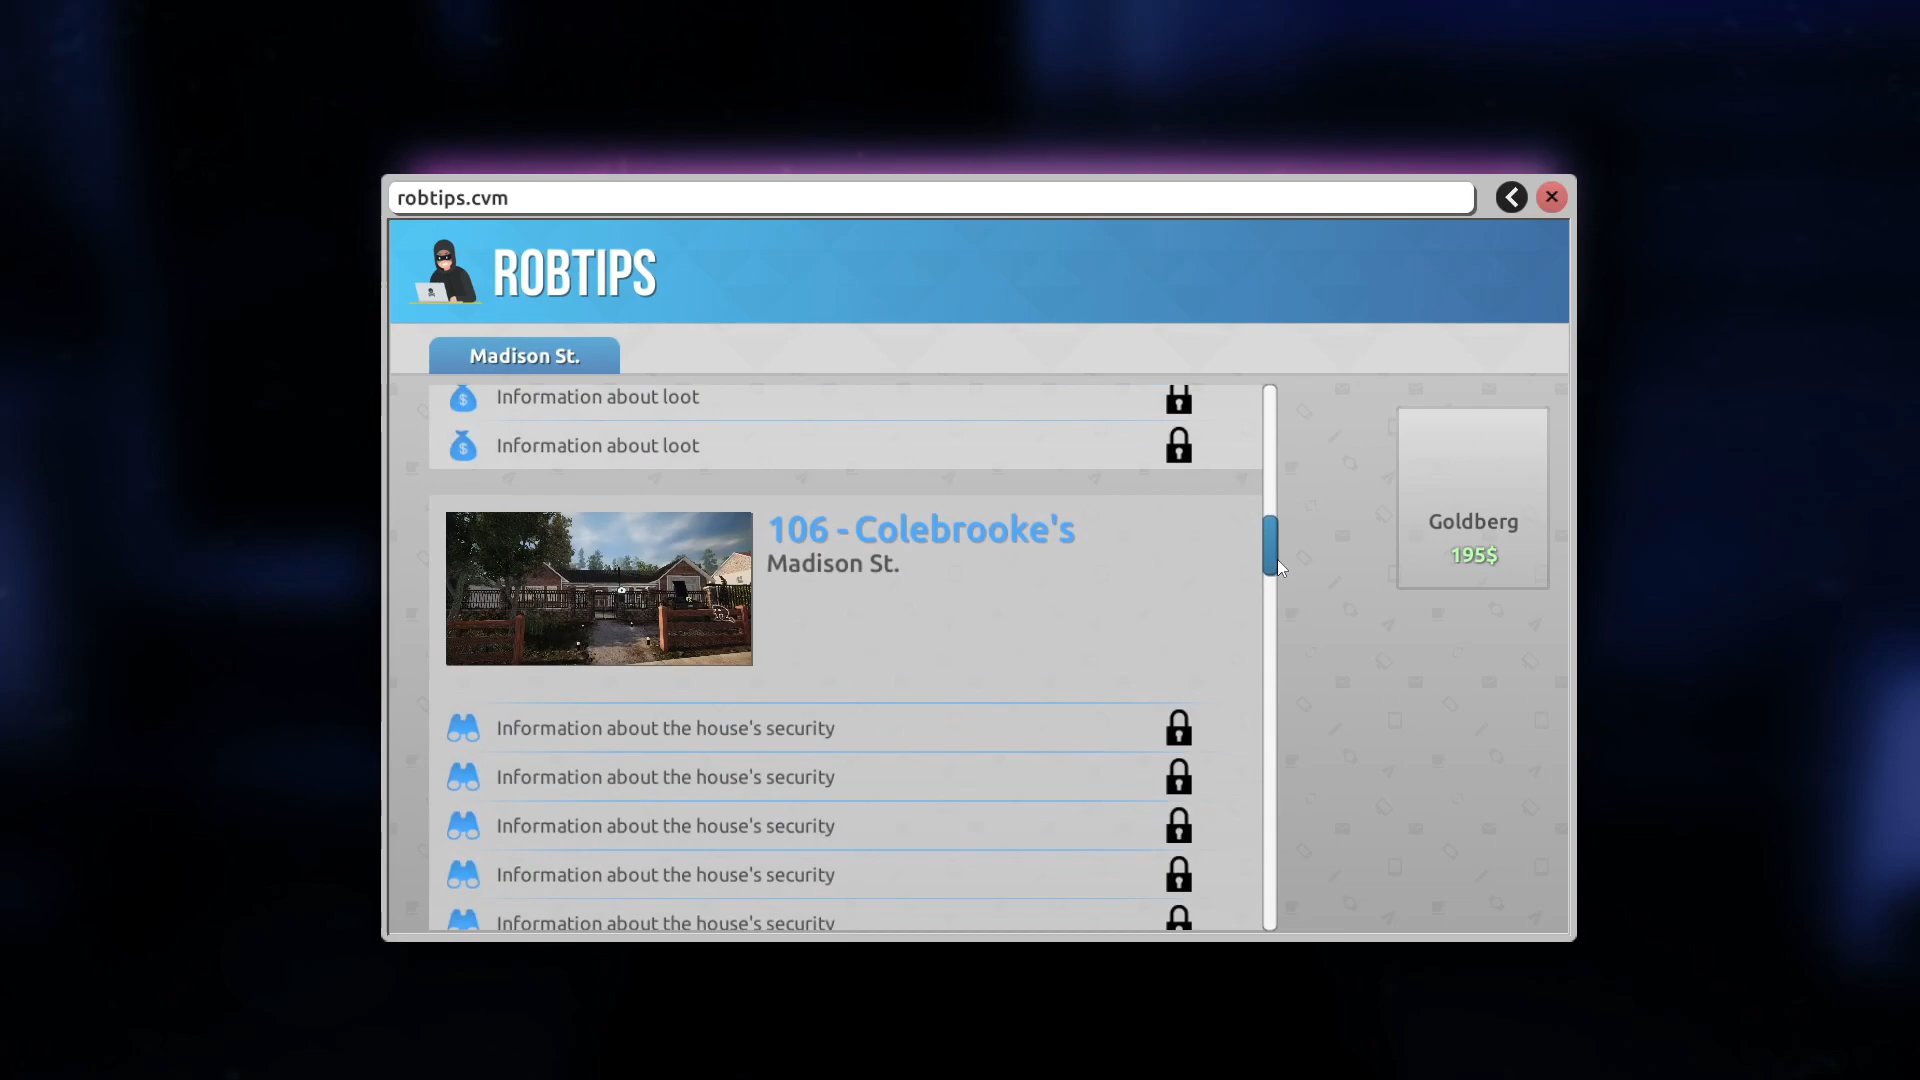 robtips.cvm
ROBTIPS
Madison St.
Information about loot
Information about loot
106 - Colebrooke's
Madison St.
Information about the house's security
Information about the house's security
Information about the house's security
Information about the house's security
Information about the house's security
Goldberg
195$